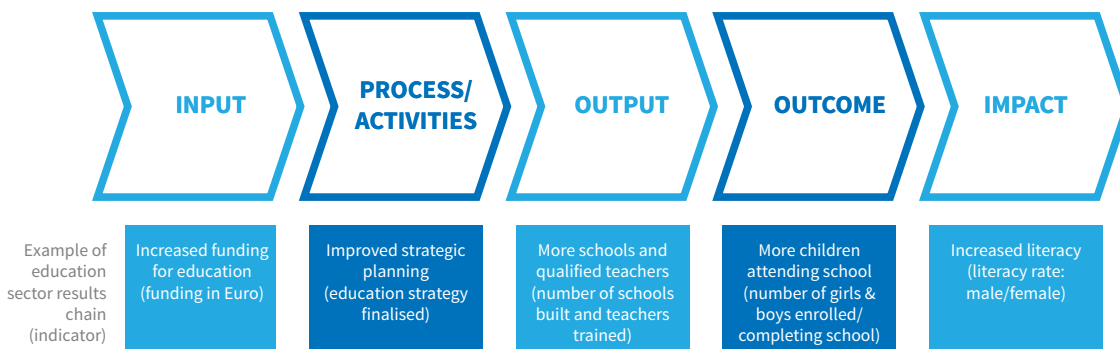 INPUT
PROCESS/
ACTIVITIES
OUTPUT
OUTCOME
IMPACT
Example of
education
sector results
chain
(indicator)
Increased funding
for education
(funding in Euro)
Improved strategic
planning
(education strategy
finalised)
More schools and
qualified teachers
(number of schools
built and teachers
trained)
More children
attending school
(number of girls &
boys enrolled/
completing school)
Increased literacy
(literacy rate:
male/female)